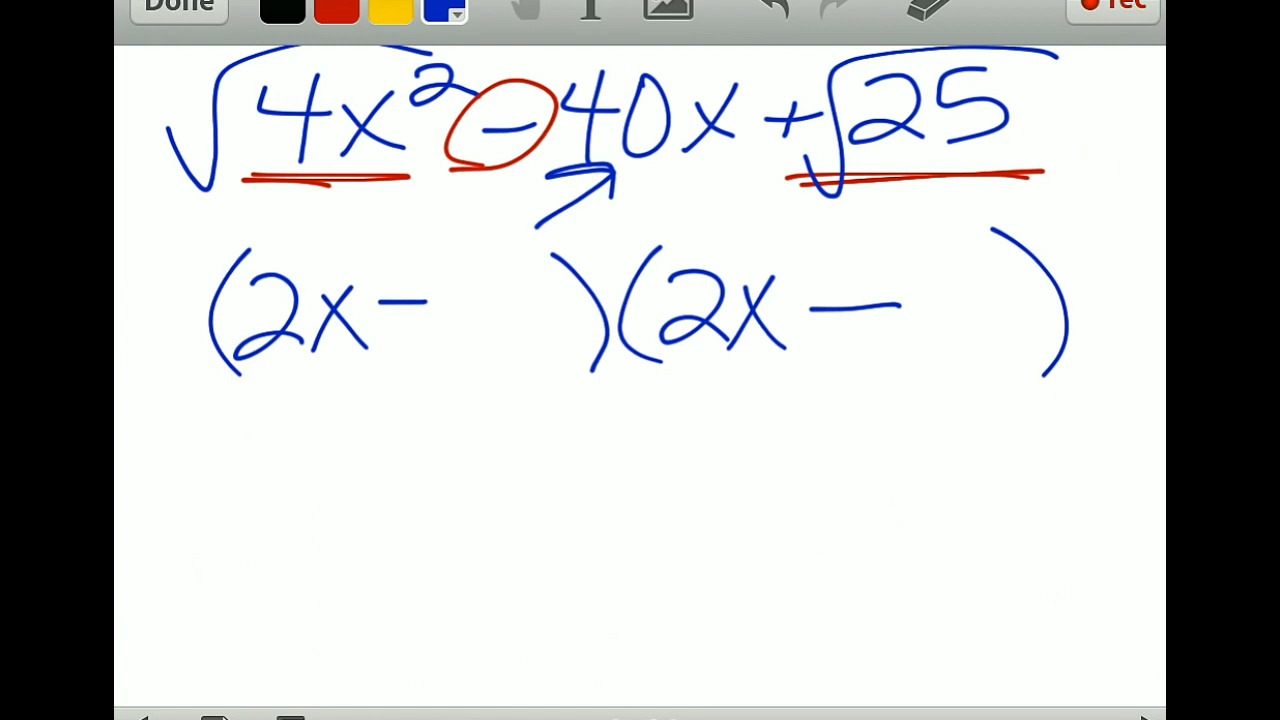 Done T rec
√4x² - 40x + √25
(2x - )(2x - )